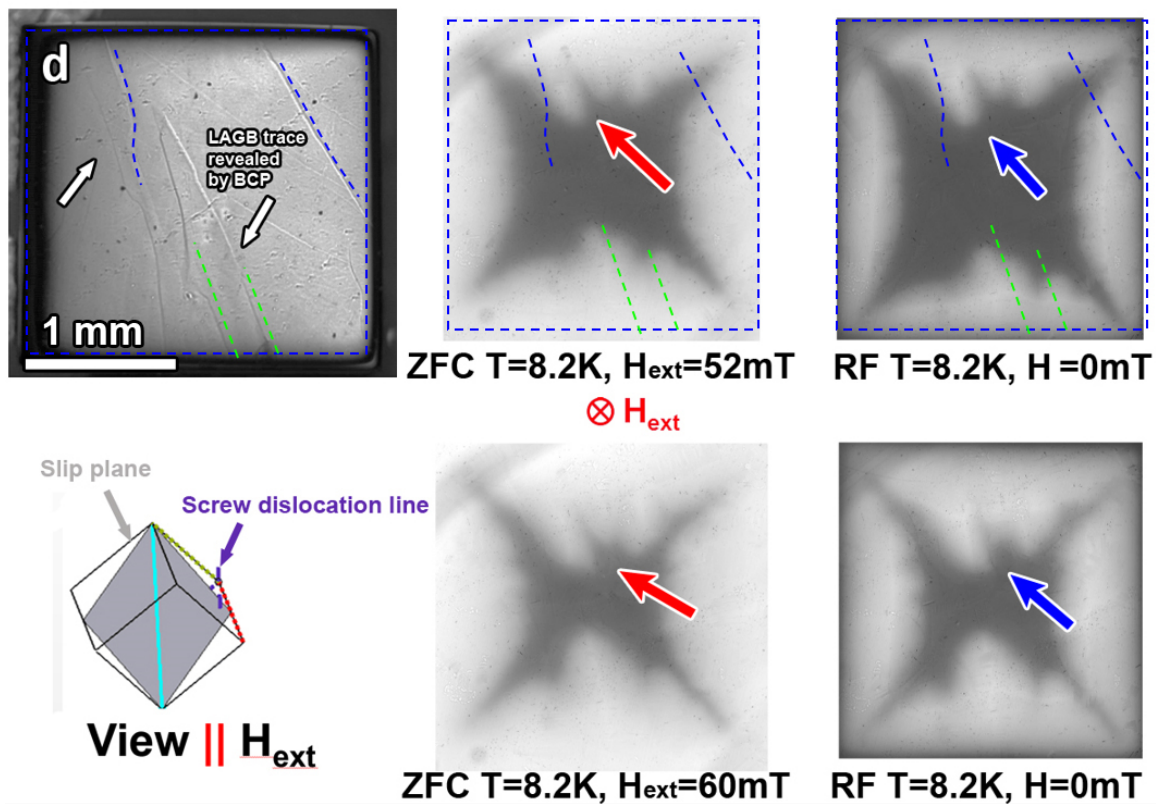 d
LAGB trace
revealed
by BCP
1 mm
ZFC T=8.2K, Hext=52mT
RF T=8.2K, H =0mT
⊗ Hext
Slip plane
Screw dislocation line
View || Hext
ZFC T=8.2K, Hext=60mT
RF T=8.2K, H=0mT